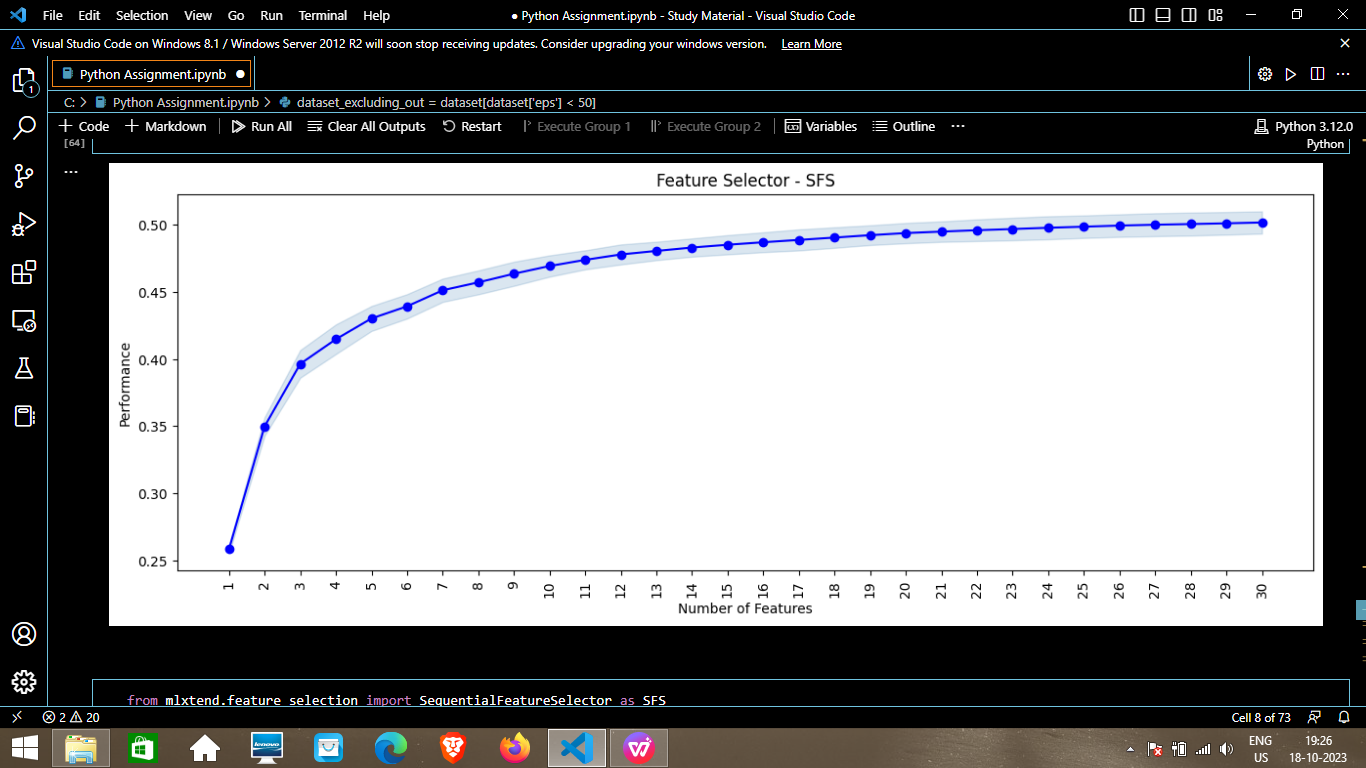 File Edit Selection View Go Run Terminal Help
● Python Assignment.ipynb - Study Material - Visual Studio Code
Visual Studio Code on Windows 8.1 / Windows Server 2012 R2 will soon stop receiving updates. Consider upgrading your windows version. Learn More
Python Assignment.ipynb ●
C: > Python Assignment.ipynb > dataset_excluding_out = dataset[dataset['eps'] < 50]
+ Code + Markdown | Run All Clear All Outputs Restart | Execute Group 1 Execute Group 2 | Variables Outline ...
Python 3.12.0
[64]
Python
...
1
Feature Selector - SFS
Performance
0.50
0.45
0.40
0.35
0.30
0.25
1 2 3 4 5 6 7 8 9 10 11 12 13 14 15 16 17 18 19 20 21 22 23 24 25 26 27 28 29 30
Number of Features
from mlxtend.feature_selection import SequentialFeatureSelector as SFS
2 20
Cell 8 of 73
lenovo
ENG
US
19:26
18-10-2023